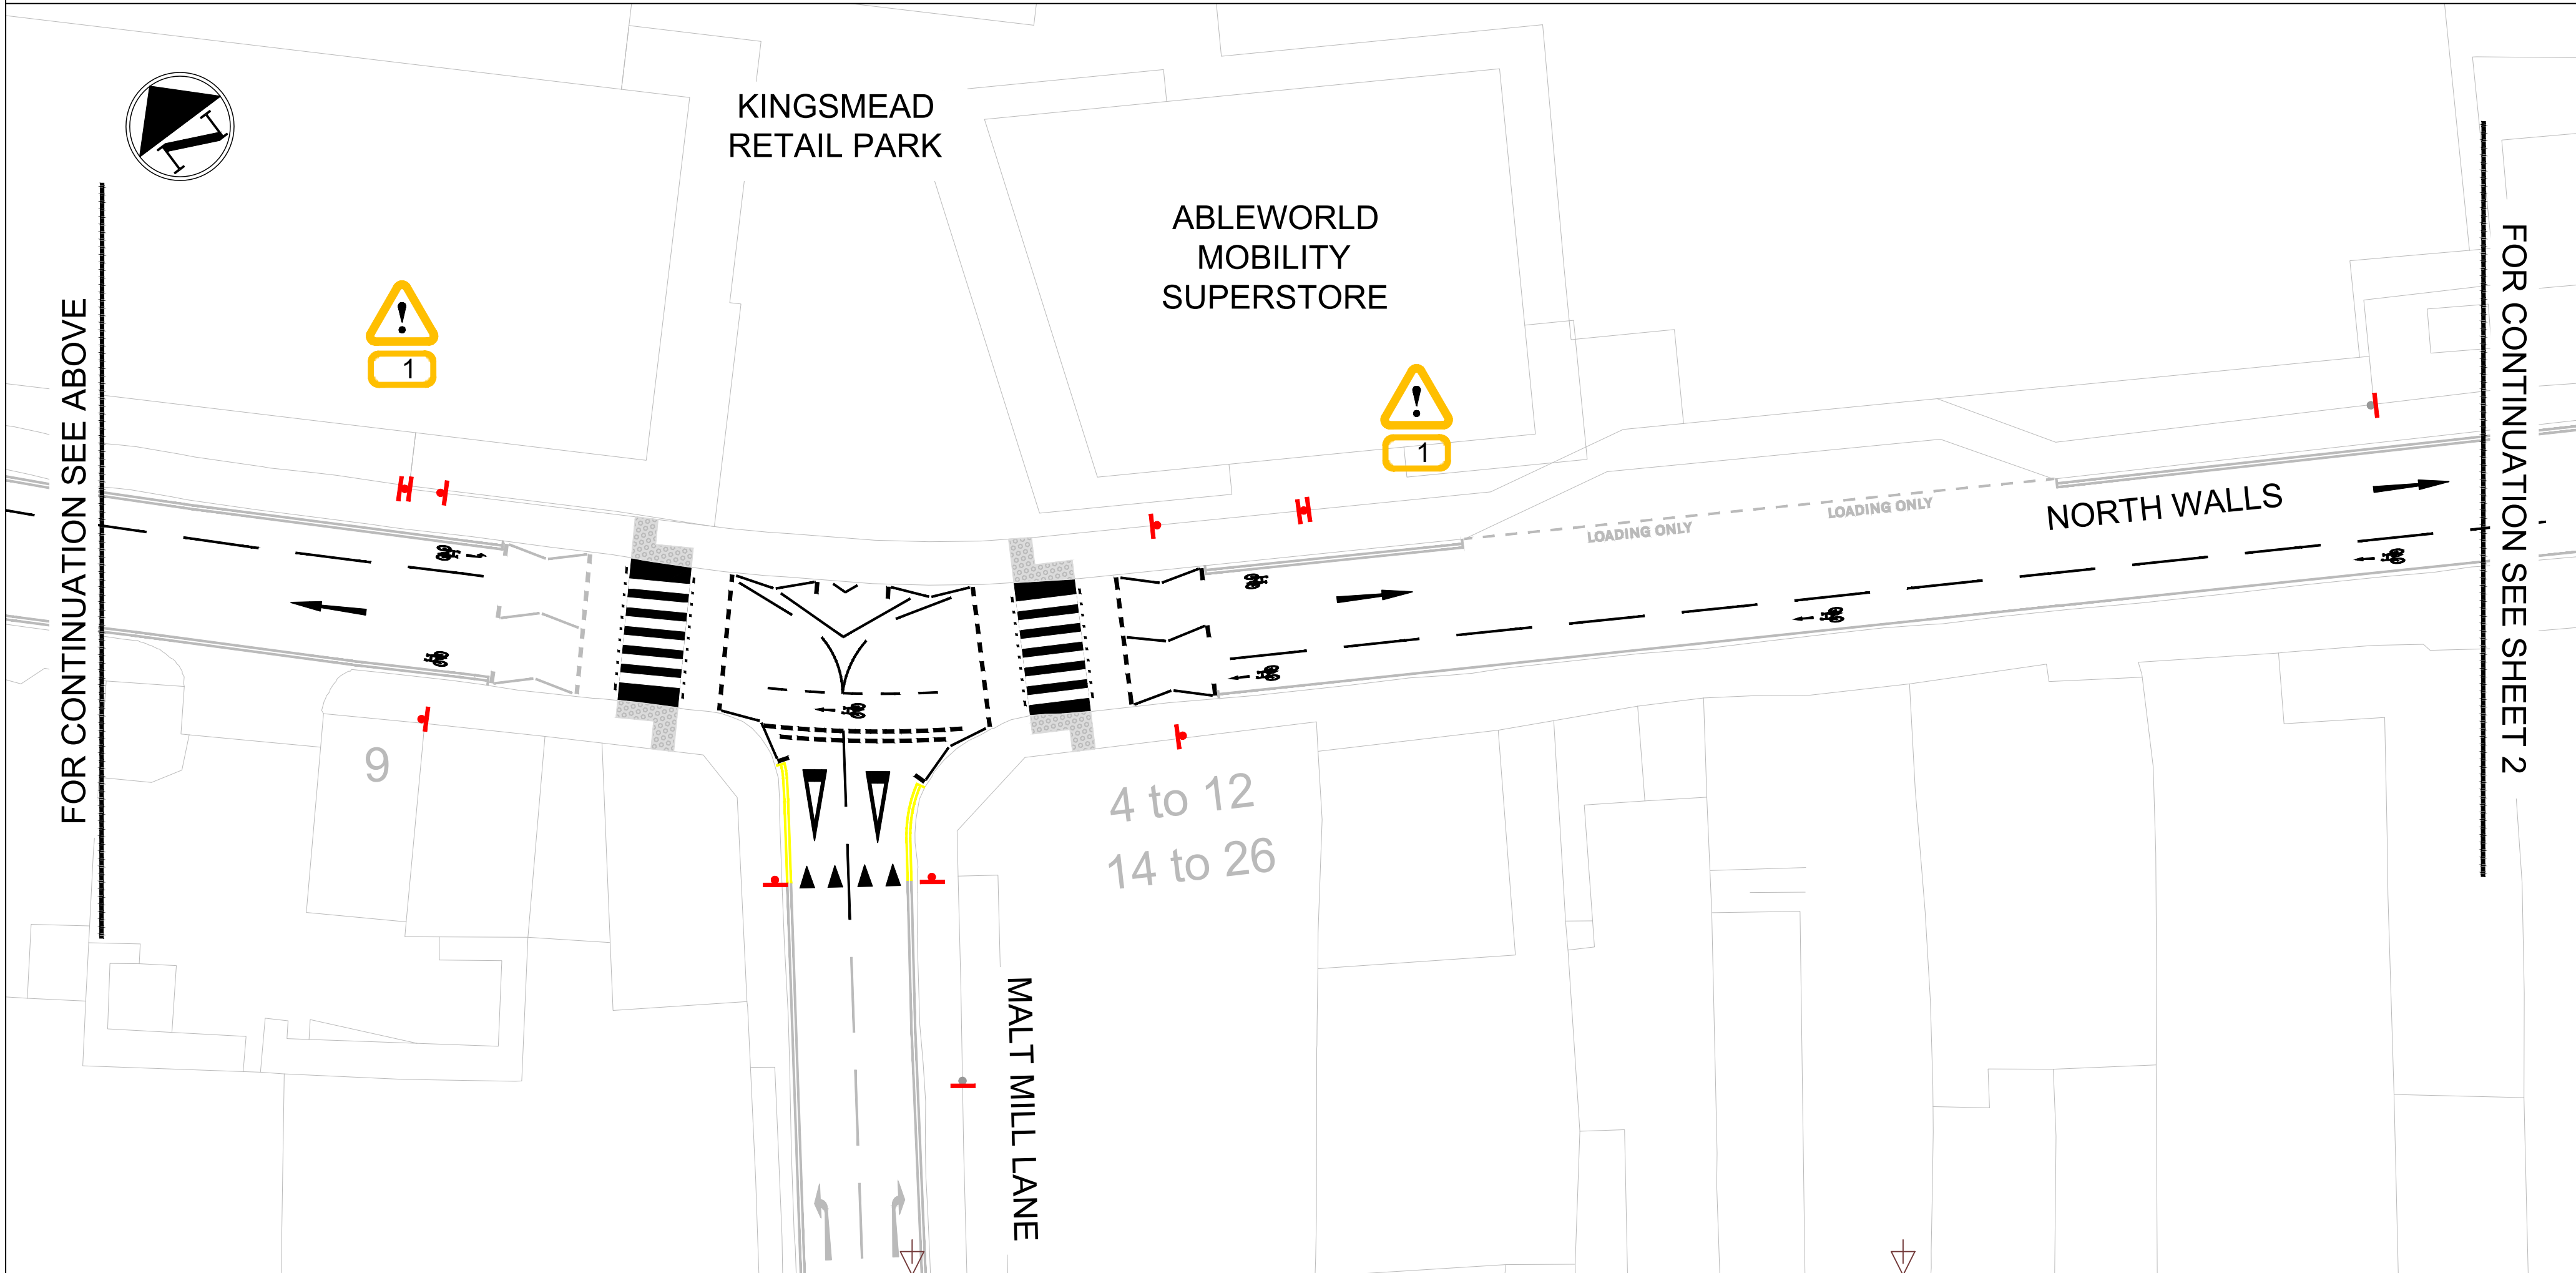 KINGSMEAD
RETAIL PARK
ABLEWORLD
MOBILITY
SUPERSTORE
FOR CONTINUATION SEE ABOVE
!
1
!
1
FOR CONTINUATION SEE SHEET 2
LOADING ONLY
LOADING ONLY
NORTH WALLS
9
4 to 12
14 to 26
MALT MILL LANE
N
H
H